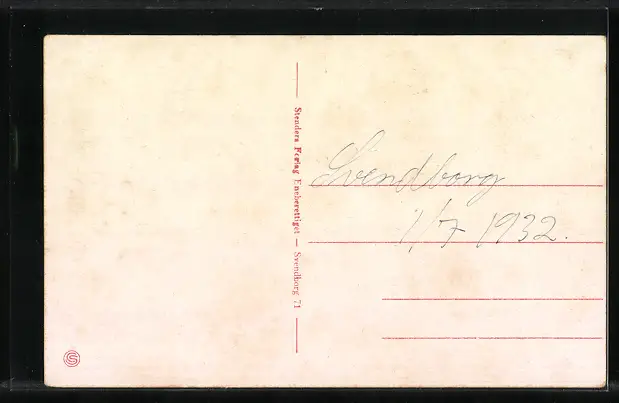 Stenders Forlag Eneberettiget — Svendborg 71
Svendborg
1/7 1932.
S